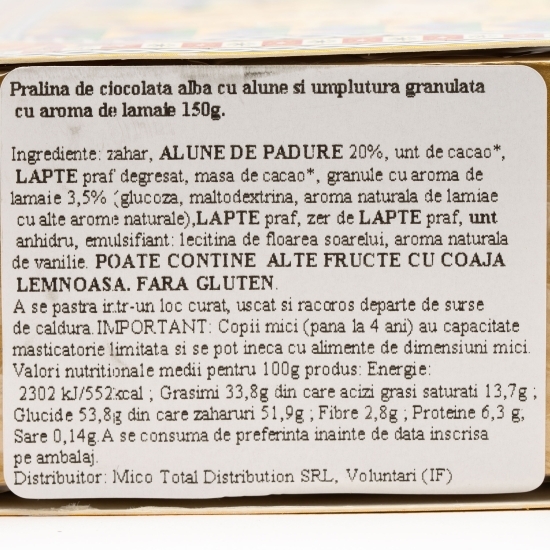 Pralina de ciocolata alba cu alune si umplutura granulata
cu aroma de lamaie 150g.
Ingrediente: zahar, ALUNE DE PADURE 20%, unt de cacao*,
LAPTE praf degresat, masa de cacao*, granule cu aroma de
lamaie 3,5% (glucoza, maltodextrina, aroma naturala de lamiae
cu alte arome naturale),LAPTE praf, zer de LAPTE praf, unt
anhidru, emulsifiant: lecitina de floarea soarelui, aroma naturala
de vanilie. POATE CONTINE ALTE FRUCTE CU COAJA
LEMNOASA. FARA GLUTEN.
A se pastra intr-un loc curat, uscat si racoros departe de surse
de caldura.IMPORTANT: Copii mici (pana la 4 ani) au capacitate
masticatorie limitata si se pot ineca cu alimente de dimensiuni mici.
Valori nutritionale medii pentru 100g produs: Energie:
2302 kJ/552kcal ; Grasimi 33,8g din care acizi grasi saturati 13,7g ;
Glucide 53,8g din care zaharuri 51,9g ; Fibre 2,8g ; Proteine 6,3 g,
Sare 0,14g.A se consuma de preferinta inainte de data inscrisa
pe ambalaj.
Distribuitor: Mico Total Distribution SRL, Voluntari (IF)